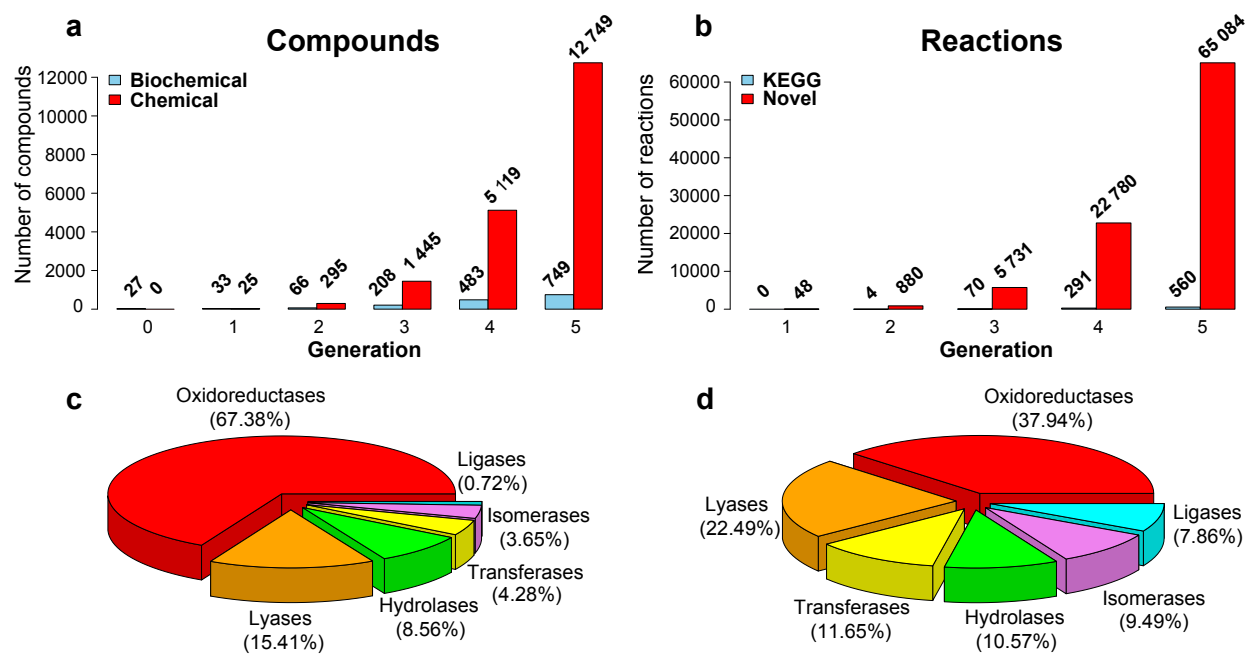 a
Compounds
Biochemical
Chemical
Number of compounds
12000
10000
8000
6000
4000
2000
0
27
0
33
25
66
295
208
1 445
483
5 119
749
12 749
0
1
2
3
4
5
Generation
b
Reactions
KEGG
Novel
Number of reactions
60000
50000
40000
30000
20000
10000
0
0
48
4
880
70
5 731
291
22 780
560
65 084
1
2
3
4
5
Generation
c
Oxidoreductases
(67.38%)
Ligases
(0.72%)
Isomerases
(3.65%)
Transferases
(4.28%)
Hydrolases
(8.56%)
Lyases
(15.41%)
d
Oxidoreductases
(37.94%)
Lyases
(22.49%)
Ligases
(7.86%)
Isomerases
(9.49%)
Transferases
(11.65%)
Hydrolases
(10.57%)